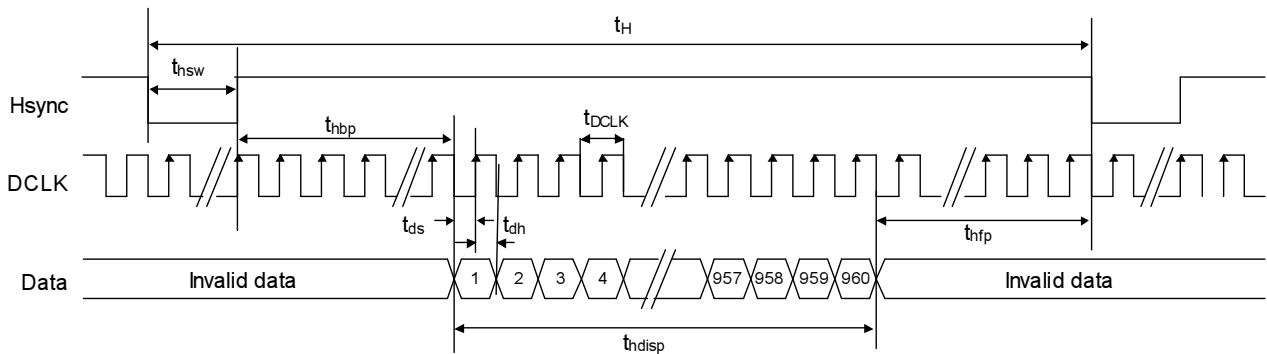 tH
thsw
Hsync
thbp
tDCLK
DCLK
tds
tdh
thfp
Data
Invalid data
1
2
3
4
957
958
959
960
Invalid data
thdisp